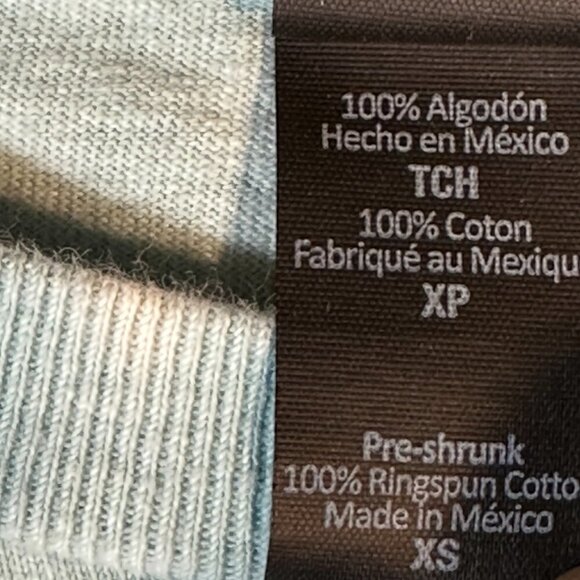 100% Algodón
Hecho en México
TCH
100% Coton
Fabriqué au Mexiqu
XP
Pre-shrunk
100% Ringspun Cotto
Made in México
XS